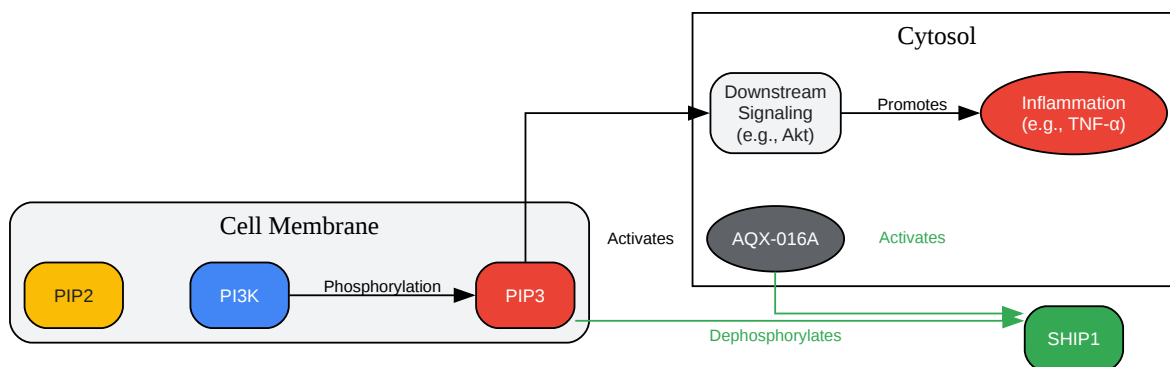 Cytosol
Downstream
Signaling
(e.g., Akt)
Promotes
Inflammation
(e.g., TNF-α)
Cell Membrane
Activates
AQX-016A
Activates
PIP2
PI3K
Phosphorylation
PIP3
Dephosphorylates
SHIP1